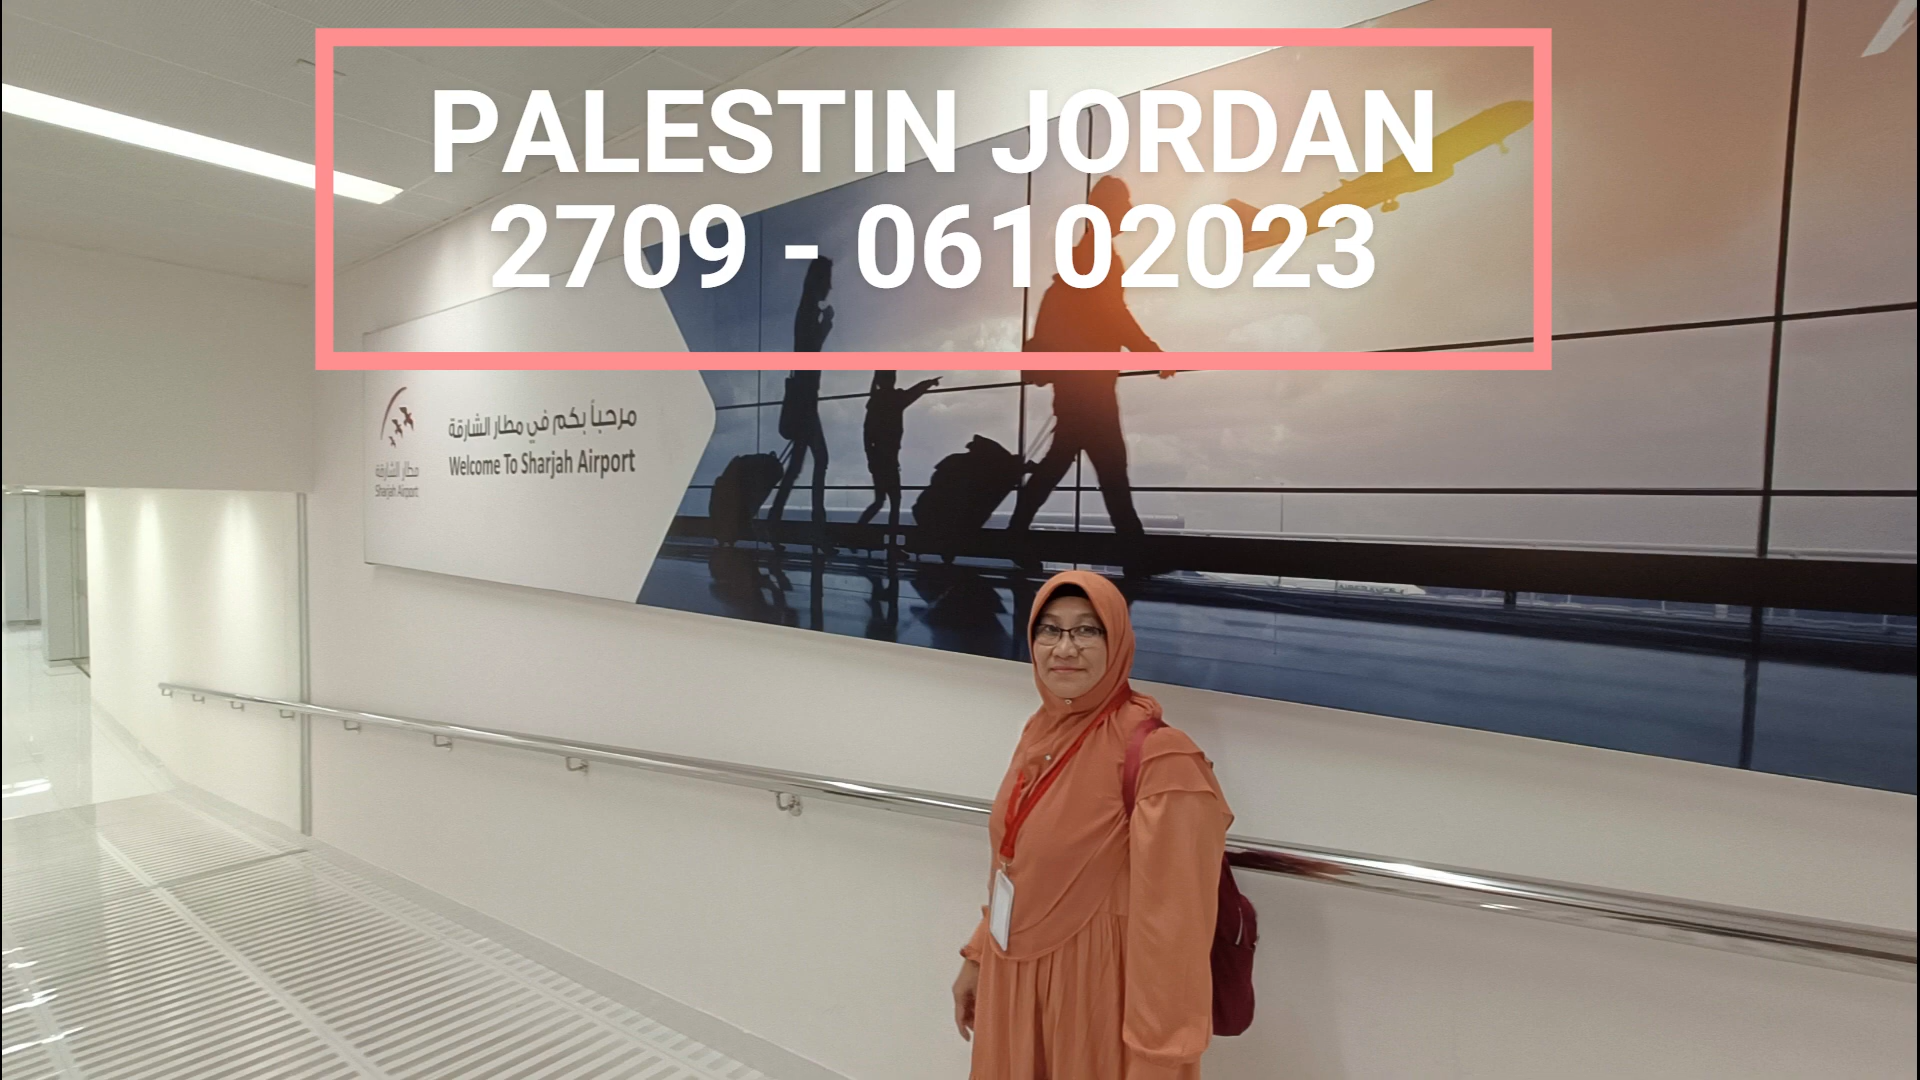 PALESTIN JORDAN
2709 - 06102023
مرحباً بكم في مطار الشارقة
Welcome To Sharjah Airport
مطار الشارقة
Sharjah Airport